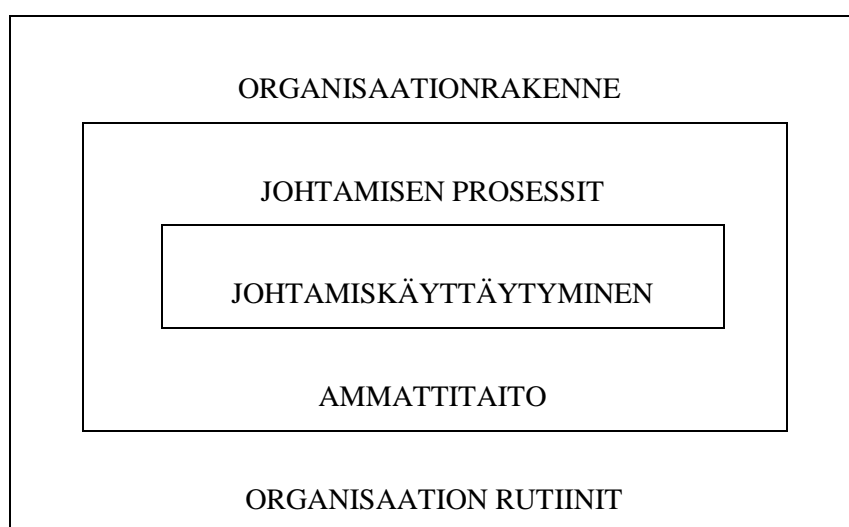 ORGANISAATIONRAKENNE
JOHTAMISEN PROSESSIT
JOHTAMISKÄYTTÄYTYMINEN
AMMATTITAITO
ORGANISAATION RUTIINIT